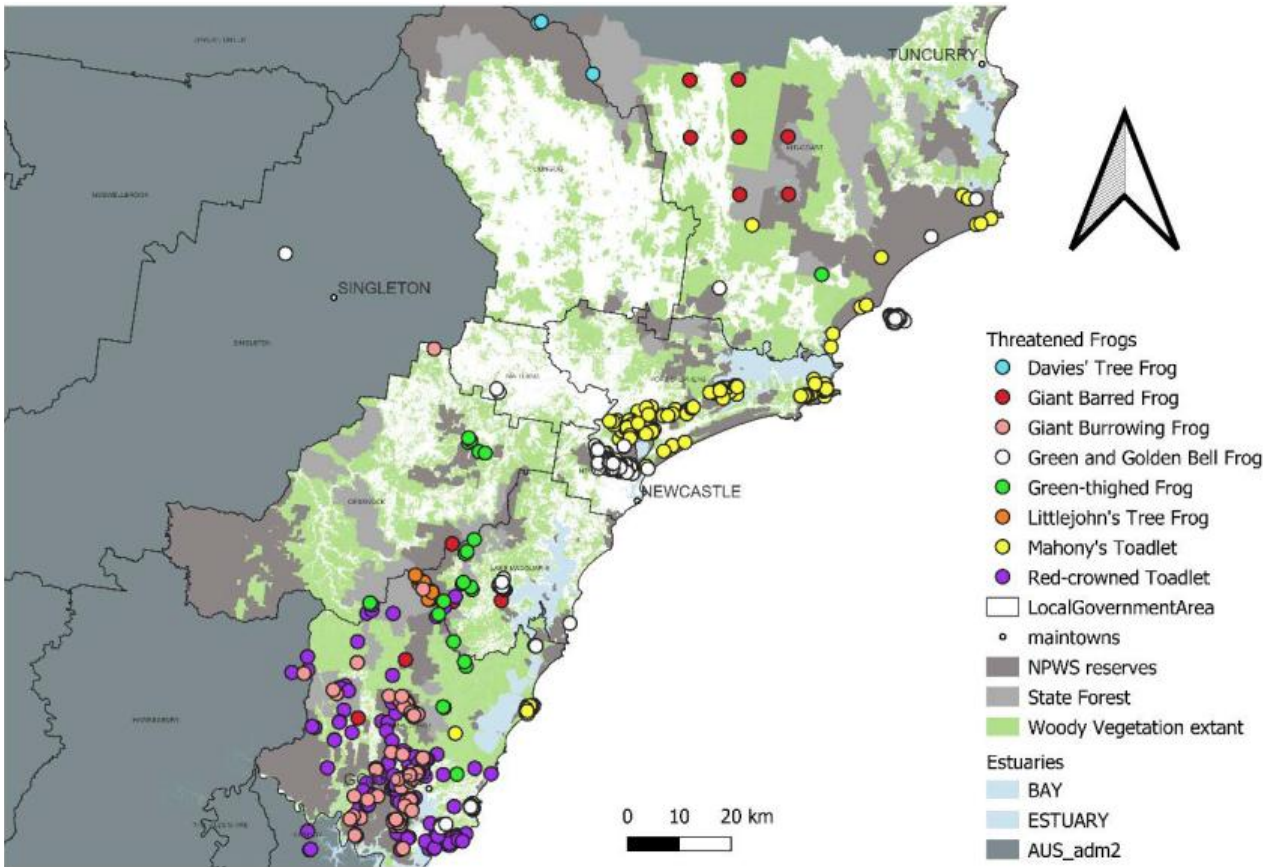 TUNCURRY
SINGLETON
SINGLETON
NEWCASTLE
Threatened Frogs
Davies' Tree Frog
Giant Barred Frog
Giant Burrowing Frog
Green and Golden Bell Frog
Green-thighed Frog
Littlejohn's Tree Frog
Mahony's Toadlet
Red-crowned Toadlet
LocalGovernmentArea
maintowns
NPWS reserves
State Forest
Woody Vegetation extant
Estuaries
BAY
ESTUARY
AUS_adm2
0 10 20 km